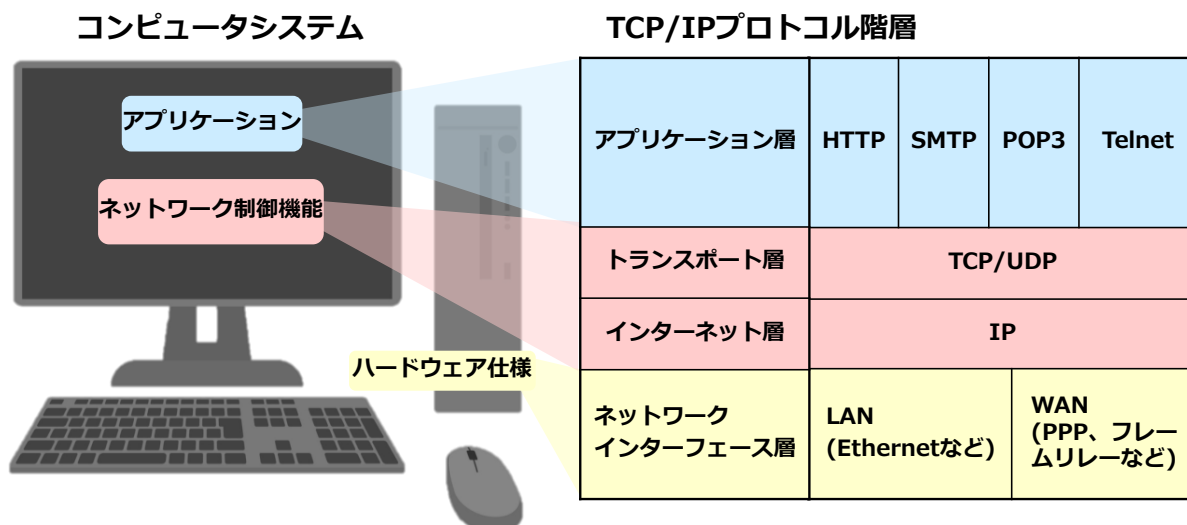 コンピュータシステム
TCP/IPプロトコル階層
アプリケーション
ネットワーク制御機能
ハードウェア仕様
アプリケーション層
HTTP
SMTP
POP3
Telnet
トランスポート層
TCP/UDP
インターネット層
IP
ネットワーク
インターフェース層
LAN
(Ethernetなど)
WAN
(PPP、フレー
ムリレーなど)